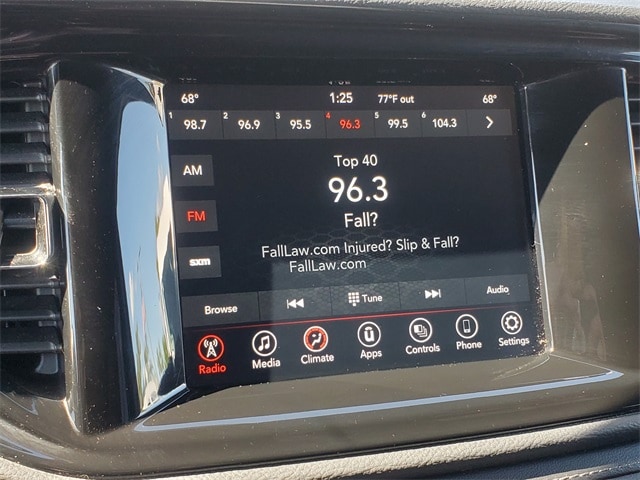 68° 1:25 77°F out 68°
1 98.7 2 96.9 3 95.5 4 96.3 5 99.5 6 104.3
Top 40
AM
96.3
FM
Fall?
FallLaw.com Injured? Slip & Fall?
sxm
FallLaw.com
Browse Tune Audio
Radio Media Climate Apps Controls Phone Settings